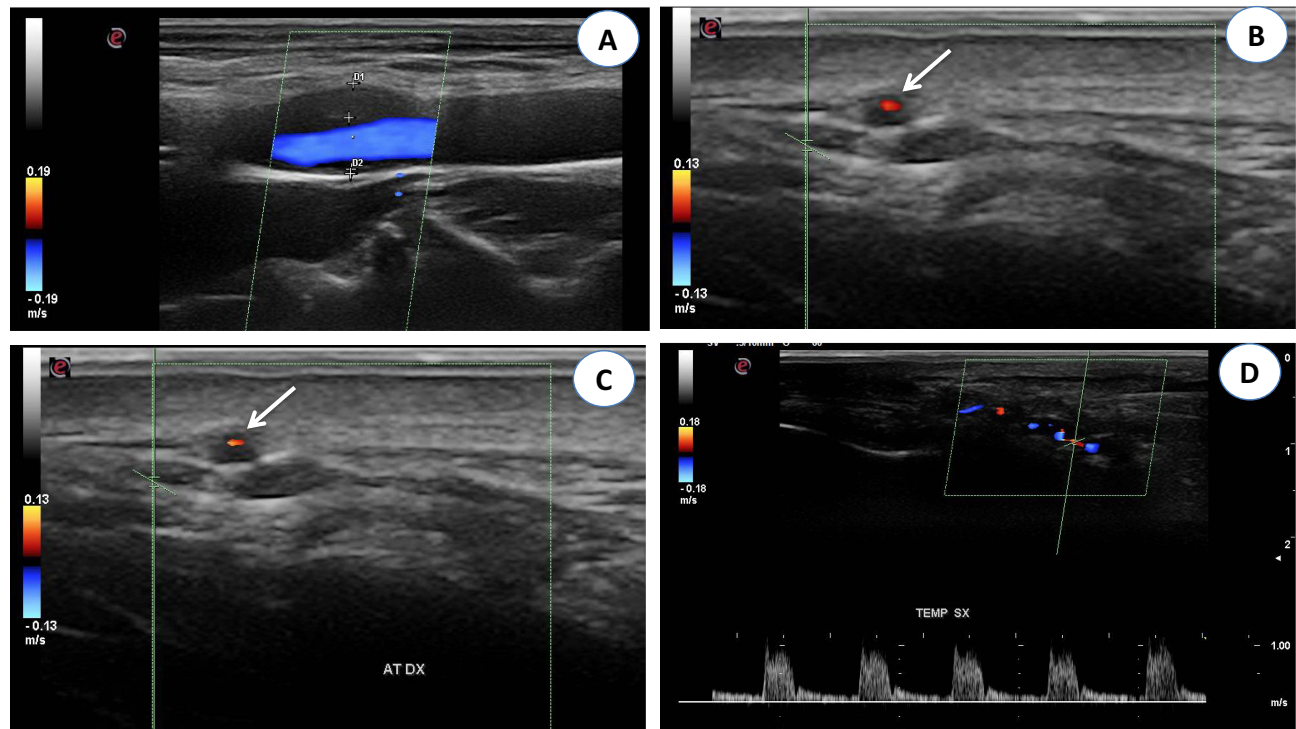 A
D1
D2
0.19
-0.19
m/s
B
0.13
-0.13
m/s
C
0.13
-0.13
m/s
AT DX
D
0
0.18
1
-0.18
m/s
2
TEMP SX
1.00
m/s